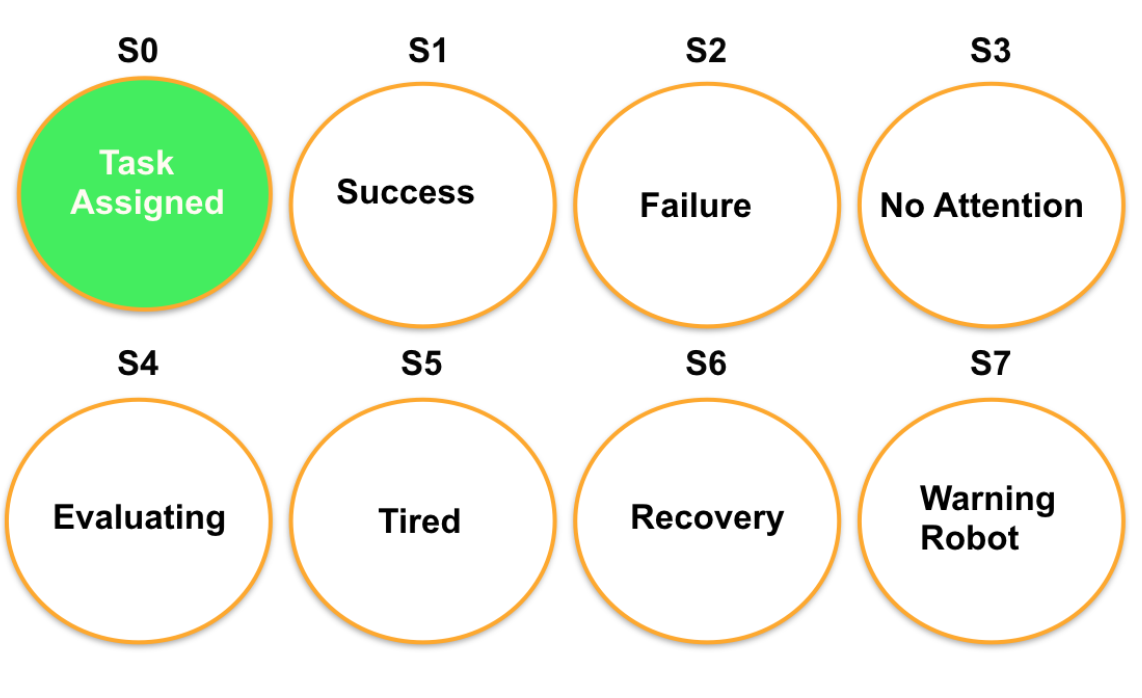 S0
S1
S2
S3
Task
Assigned
Success
Failure
No Attention
S4
S5
S6
S7
Evaluating
Tired
Recovery
Warning
Robot